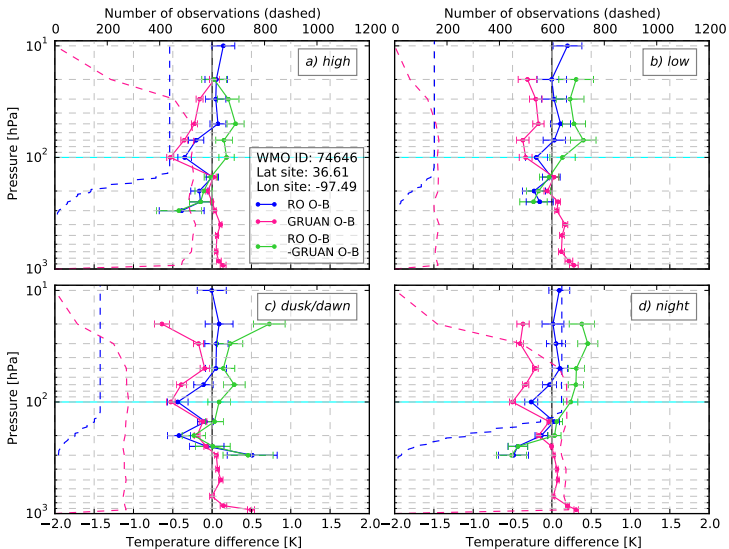 Number of observations (dashed) Number of observations (dashed)
0 200 400 600 800 1000 1200 0 200 400 600 800 1000 1200
10¹
a) high
b) low
Pressure [hPa]
10²
WMO ID: 74646
Lat site: 36.61
Lon site: -97.49
RO O-B
GRUAN O-B
RO O-B
-GRUAN O-B
10³
10¹
c) dusk/dawn
d) night
Pressure [hPa]
10²
10³
−2.0 −1.5 −1.0 −0.5 0.0 0.5 1.0 1.5 2.0 −2.0 −1.5 −1.0 −0.5 0.0 0.5 1.0 1.5 2.0
Temperature difference [K] Temperature difference [K]